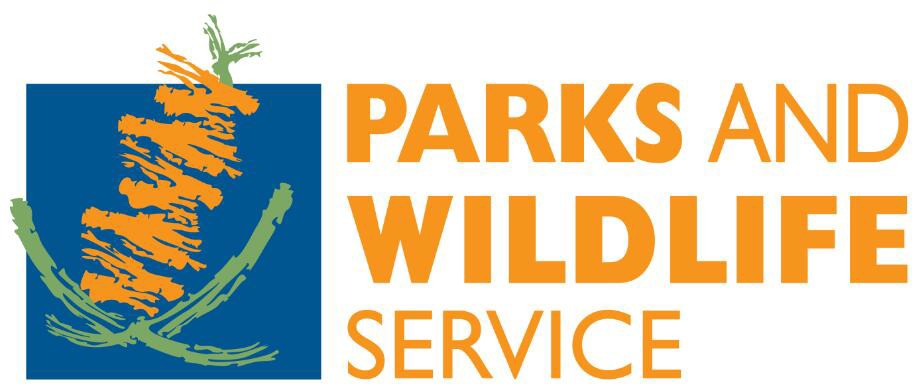 PARKS AND
WILDLIFE
SERVICE